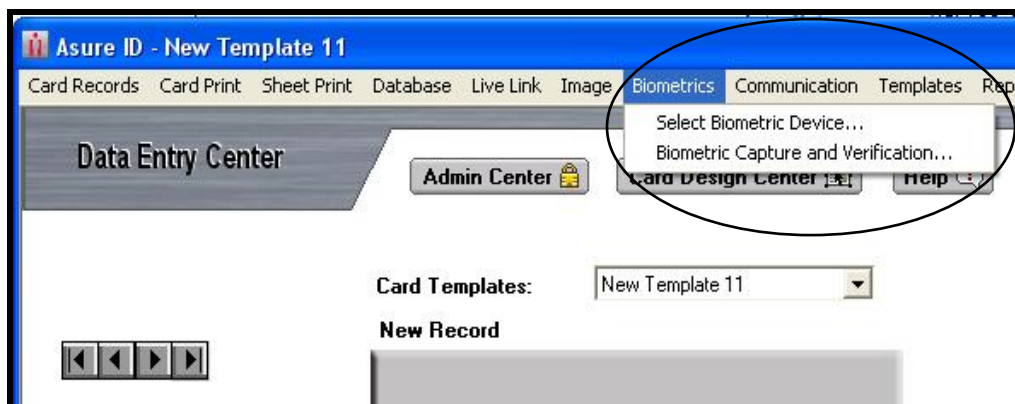 Asure ID - New Template 11
Card Records Card Print Sheet Print Database Live Link Image Biometrics Communication Templates Rep
Select Biometric Device...
Biometric Capture and Verification...
Data Entry Center
Admin Center Card Design Center Help
Card Templates: New Template 11
New Record